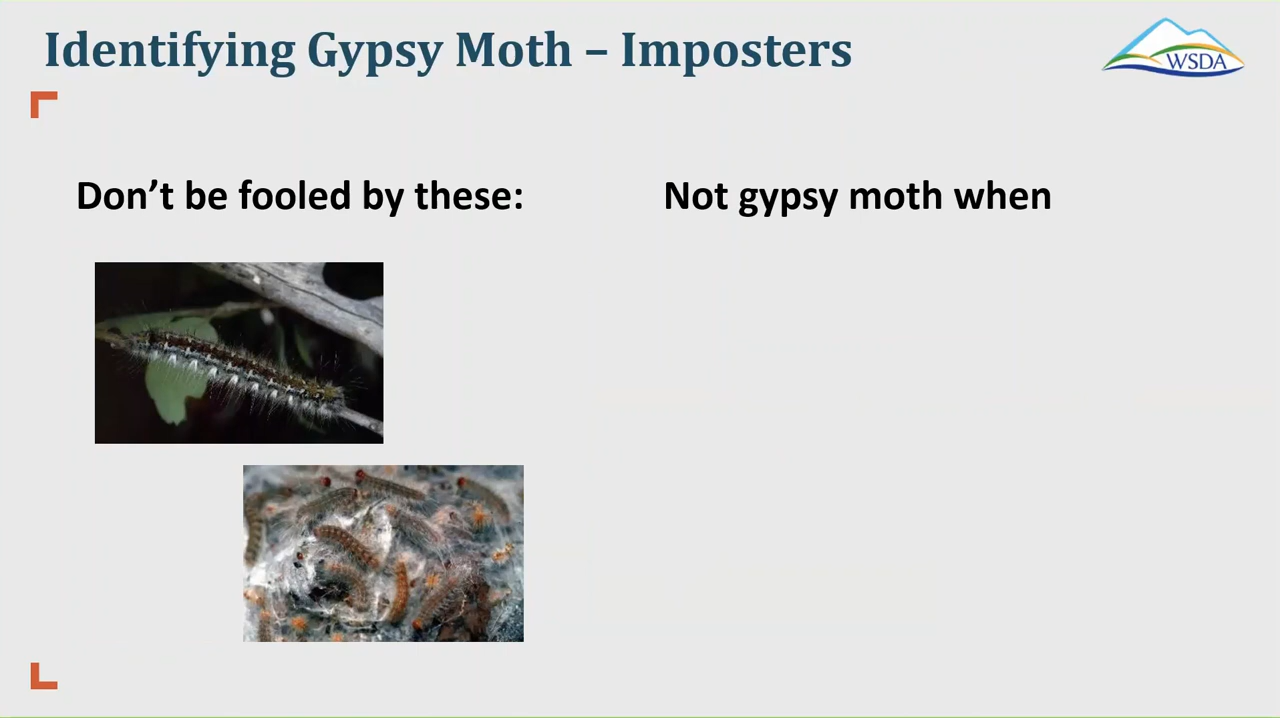 Identifying Gypsy Moth – Imposters
WSDA
Don’t be fooled by these:
Not gypsy moth when